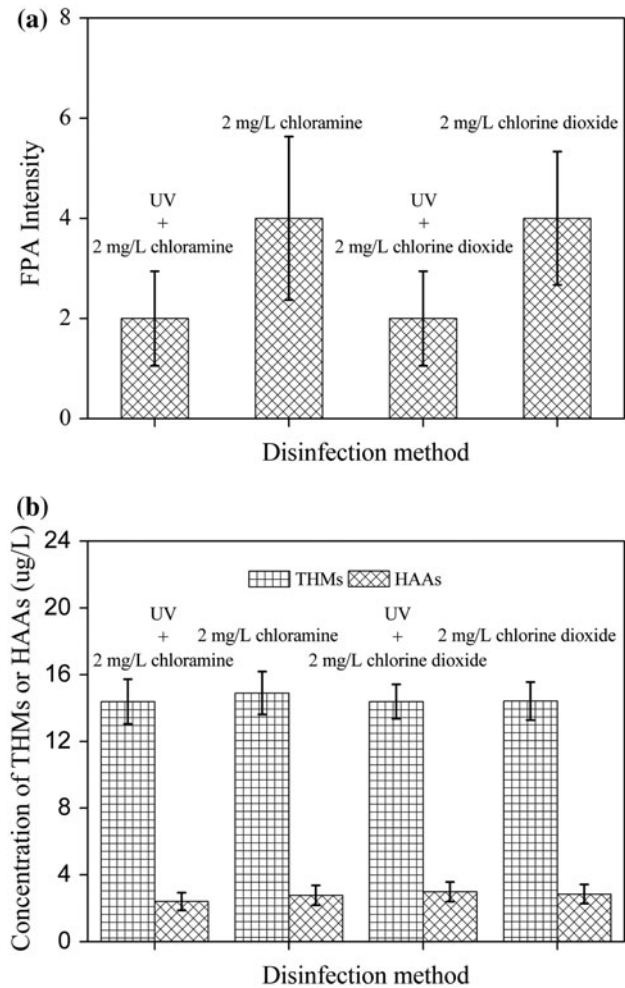 (a)
8
6
4
2
0
FPA Intensity
UV
+
2 mg/L chloramine
2 mg/L chloramine
UV
+
2 mg/L chlorine dioxide
2 mg/L chlorine dioxide
Disinfection method
(b)
24
20
16
12
8
4
0
Concentration of THMs or HAAs (ug/L)
THMs
HAAs
UV
+
2 mg/L chloramine
2 mg/L chloramine
UV
+
2 mg/L chlorine dioxide
2 mg/L chlorine dioxide
Disinfection method